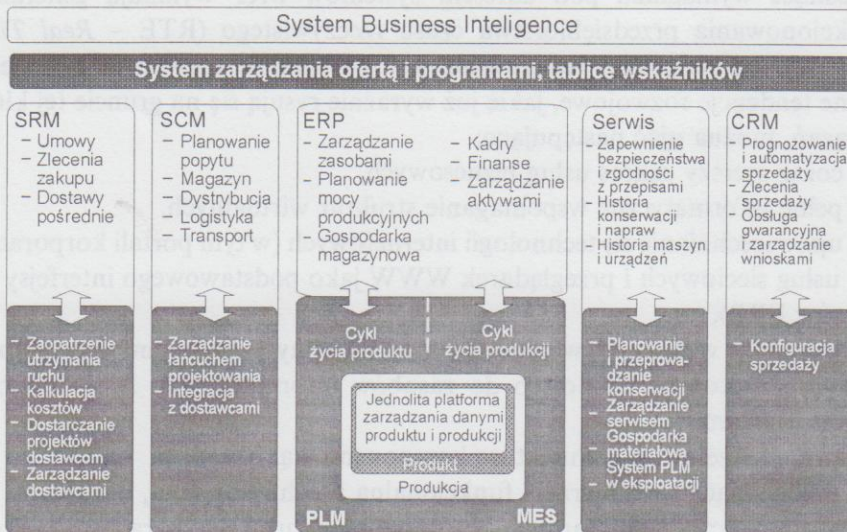 System Business Inteligence
System zarządzania ofertą i programami, tablice wskaźników
SRM
– Umowy
– Zlecenia
zakupu
– Dostawy
pośrednie
SCM
– Planowanie
popytu
– Magazyn
– Dystrybucja
– Logistyka
– Transport
ERP
– Zarządzanie
zasobami
– Planowanie
mocy
produkcyjnych
– Gospodarka
magazynowa
– Kadry
– Finanse
– Zarządzanie
aktywami
Serwis
– Zapewnienie
bezpieczeństwa
i zgodności
z przepisami
– Historia
konserwacji
i napraw
– Historia maszyn
i urządzeń
CRM
– Prognozowanie
i automatyzacja
sprzedaży
– Zlecenia
sprzedaży
– Obsługa
gwarancyjna
i zarządzanie
wnioskami
– Zaopatrzenie
utrzymania
ruchu
– Kalkulacja
kosztów
– Dostarczanie
projektów
dostawcom
– Zarządzanie
dostawcami
– Zarządzanie
łańcuchem
projektowania
– Integracja
z dostawcami
Cykl
życia produktu
Cykl
życia produkcji
Jednolita platforma
zarządzania danymi
produktu i produkcji
Produkt
Produkcja
PLM
MES
– Planowanie
i przeprowa-
dzanie
konserwacji
– Zarządzanie
serwisem
– Gospodarka
materiałowa
– System PLM
w eksploatacji
– Konfiguracja
sprzedaży